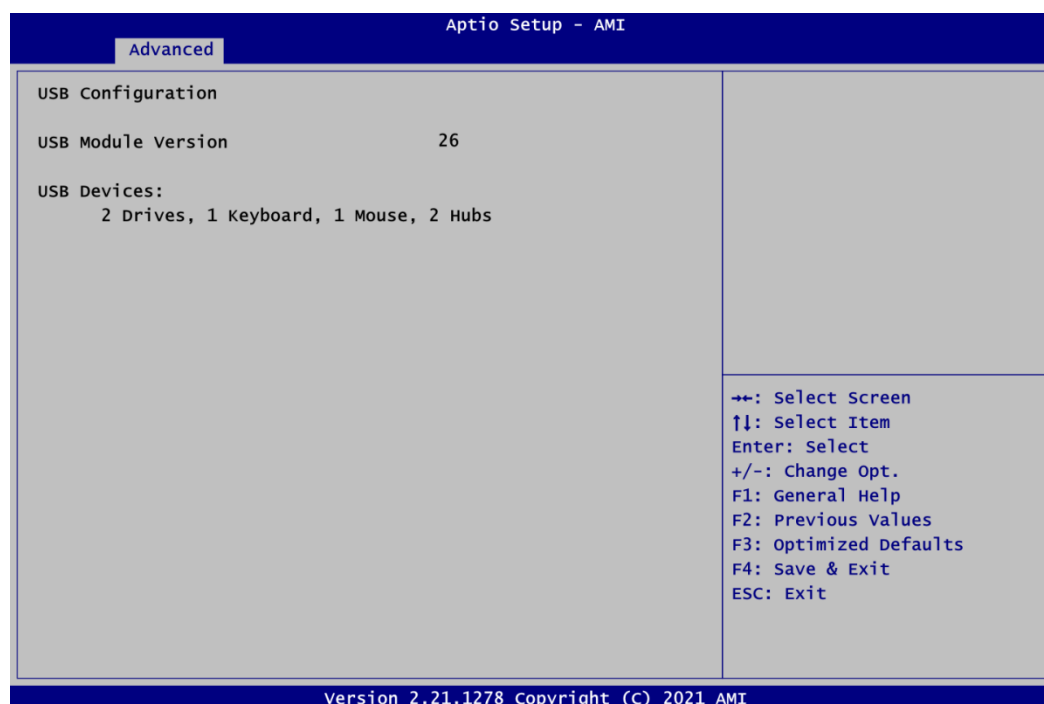 Aptio Setup - AMI
Advanced
USB Configuration
USB Module Version 26
USB Devices:
2 Drives, 1 Keyboard, 1 Mouse, 2 Hubs
→←: Select Screen
↑↓: Select Item
Enter: Select
+/-: Change Opt.
F1: General Help
F2: Previous Values
F3: Optimized Defaults
F4: Save & Exit
ESC: Exit
Version 2.21.1278 Copyright (C) 2021 AMI